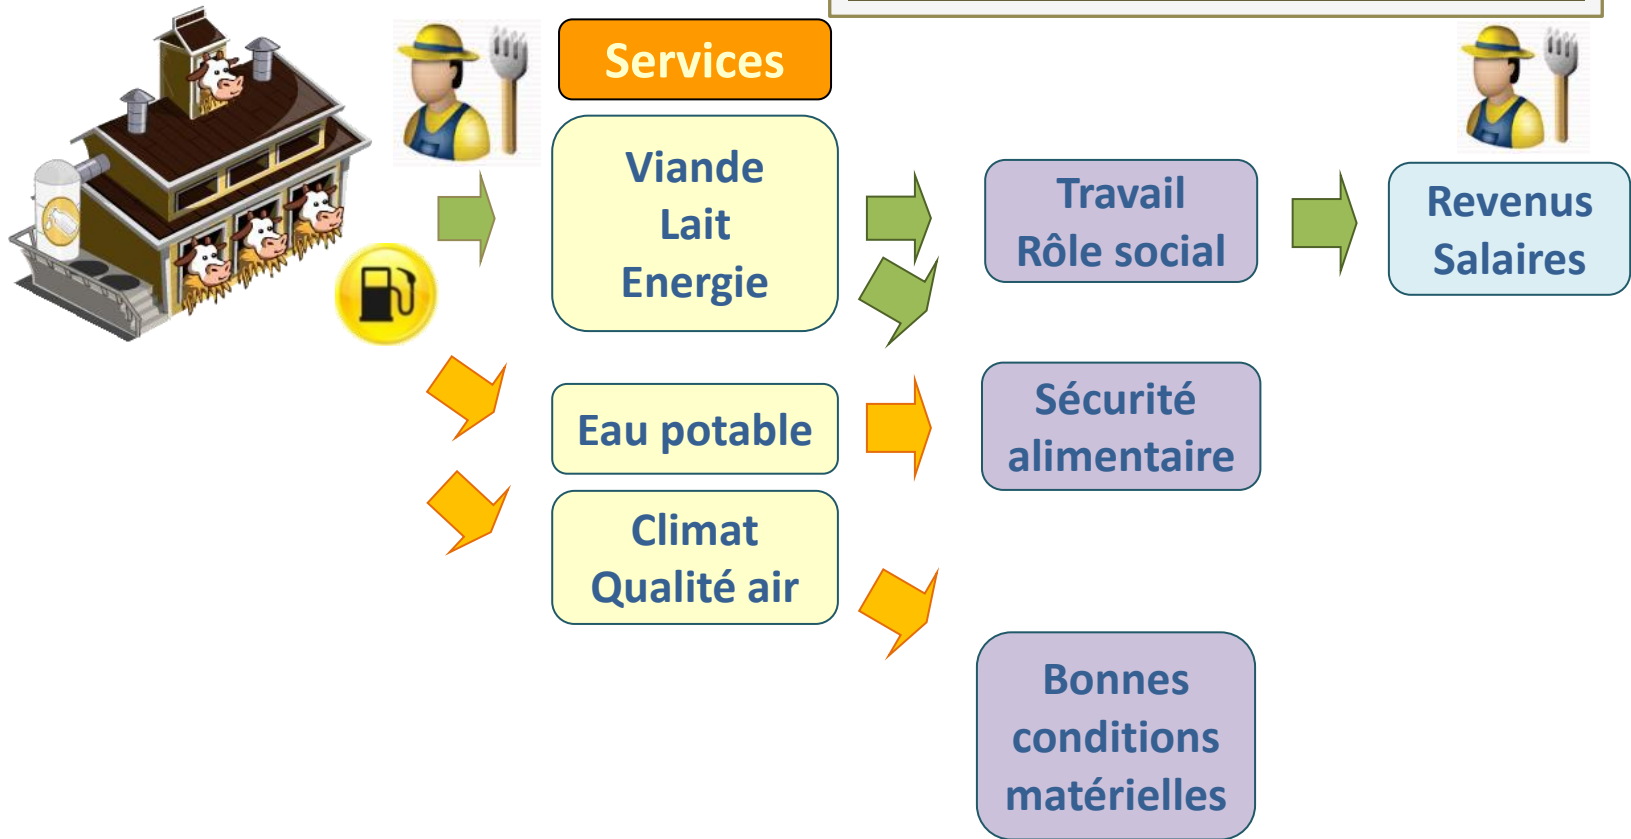 Services
Viande
Lait
Energie
Travail
Rôle social
Revenus
Salaires
Eau potable
Sécurité
alimentaire
Climat
Qualité air
Bonnes
conditions
matérielles